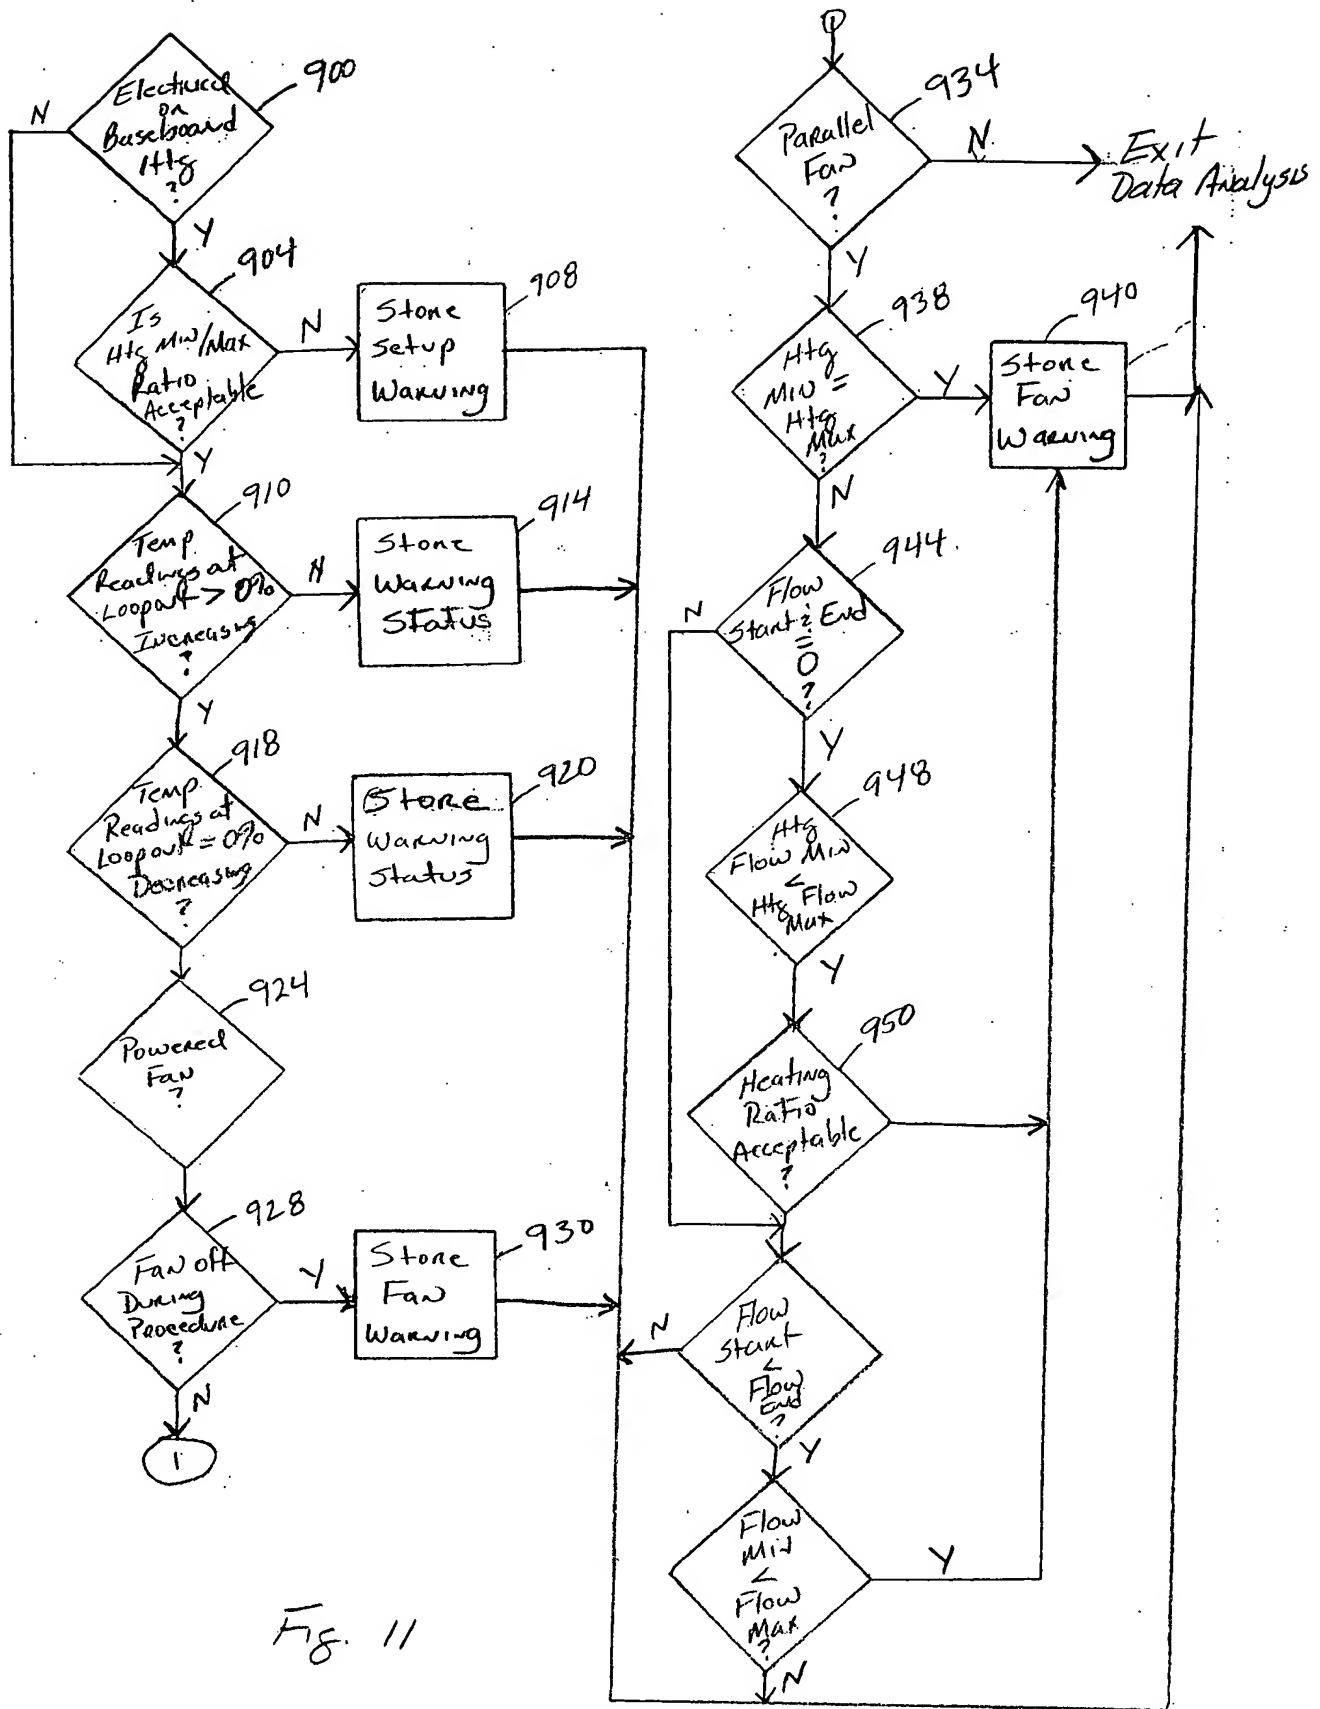 900
Electrical
or
Baseboard
Htg
?
N
Y
904
Is
Htg Min/Max
Ratio
Acceptable
?
N
Y
908
Store
Setup
Warning
910
Temp
Readings at
Loopout > 0%
Increasing
?
N
Y
914
Store
Warning
Status
918
Temp
Readings at
Loopout = 0%
Decreasing
?
N
920
Store
Warning
Status
924
Powered
Fan
?
928
Fan off
During
Procedure
?
Y
N
930
Store
Fan
Warning
1
Fig. 11
1
934
Parallel
Fan
?
N
Y
Exit
Data Analysis
938
Htg
Min =
Htg
Max
?
Y
N
940
Store
Fan
Warning
944
Flow
Start & End
=
0
?
N
Y
948
Htg
Flow Min
<
Htg Flow
Max
Y
950
Heating
Ratio
Acceptable
?
Flow
Start
<
Flow
End
?
N
Y
Flow
Min
<
Flow
Max
?
Y
N